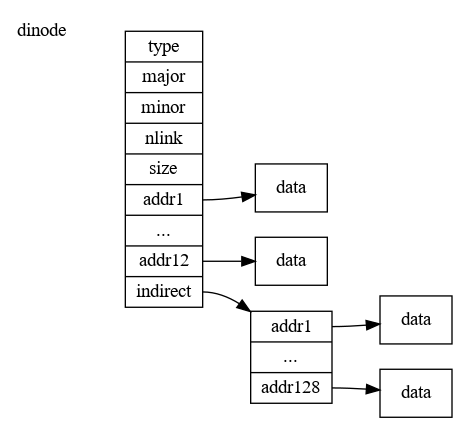 dinode
type
major
minor
nlink
size
addr1
...
addr12
indirect
data
data
addr1
...
addr128
data
data